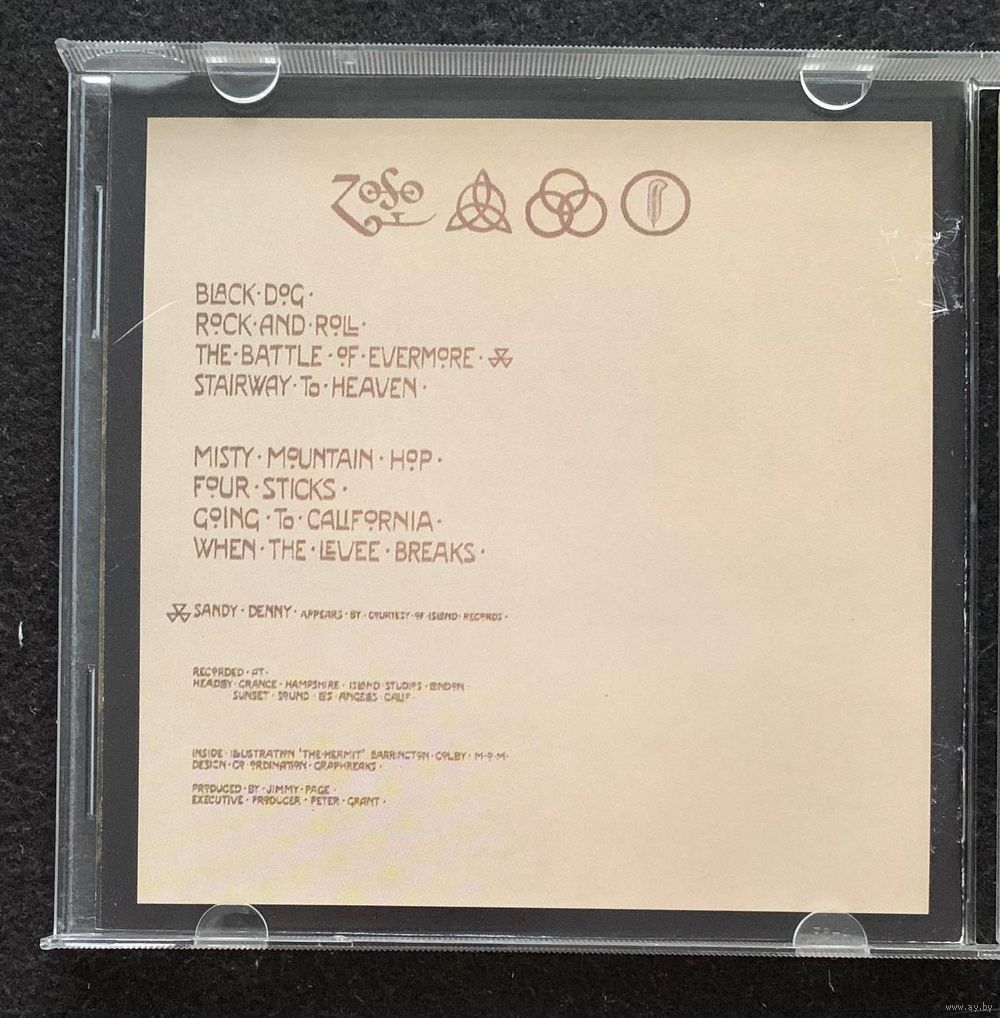 ZOSO
BLACK·DOG·
ROCK·AND·ROLL·
THE·BATTLE·OF·EVERMORE·
STAIRWAY·TO·HEAVEN·
MISTY·MOUNTAIN·HOP·
FOUR·STICKS·
GOING·TO·CALIFORNIA·
WHEN·THE·LEVEE·BREAKS·
SANDY·DENNY·APPEARS·BY·COURTESY·OF·ISLAND·RECORDS·
RECORDED·AT·
HEADLEY·GRANGE·HAMPSHIRE·ISLAND·STUDIOS·LONDON·
SUNSET·SOUND·LOS·ANGELES·CALIF·
INSIDE·ILLUSTRATION 'THE·HERMIT' BARRINGTON·COLBY·M·O·M·
DESIGN·CO·ORDINATION·GRAPHREAKS·
PRODUCED·BY·JIMMY·PAGE·
EXECUTIVE·PRODUCER·PETER·GRANT·
www.ay.by